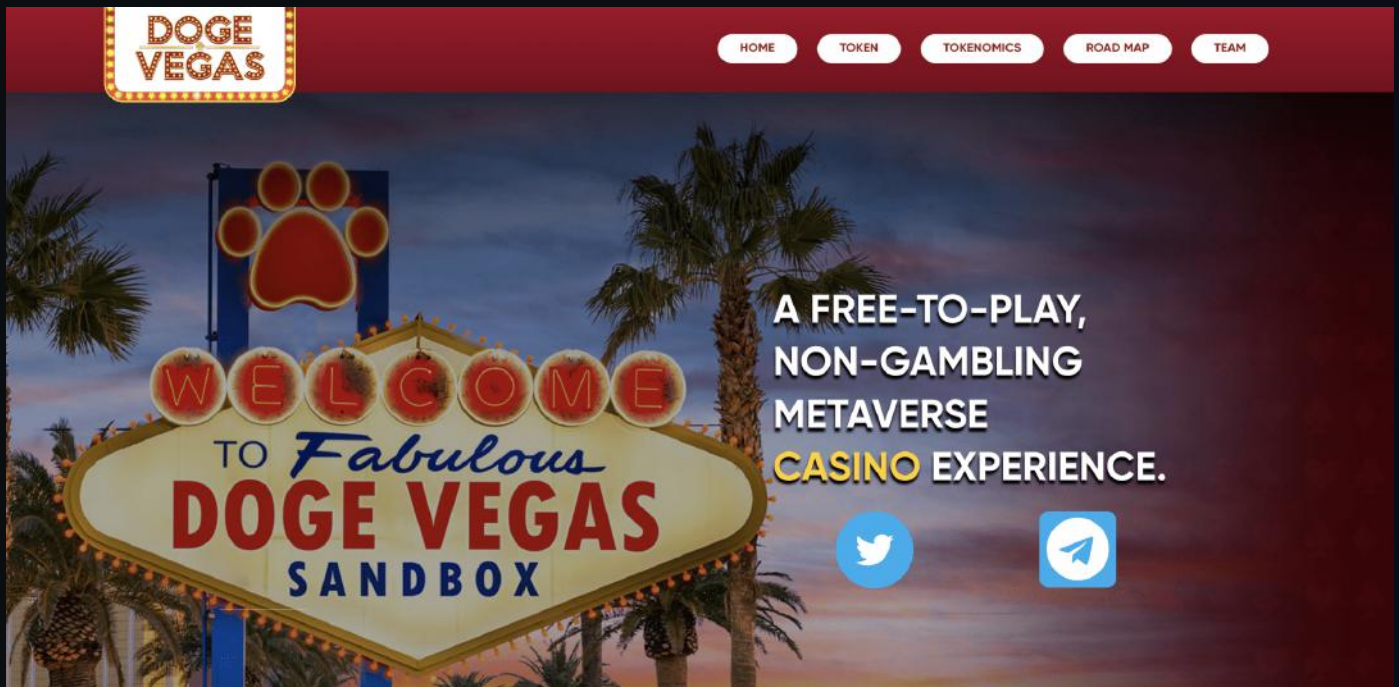 DOGE
VEGAS
HOME
TOKEN
TOKENOMICS
ROAD MAP
TEAM
WELCOME
TO Fabulous
DOGE VEGAS
SANDBOX
A FREE-TO-PLAY,
NON-GAMBLING
METAVERSE
CASINO EXPERIENCE.